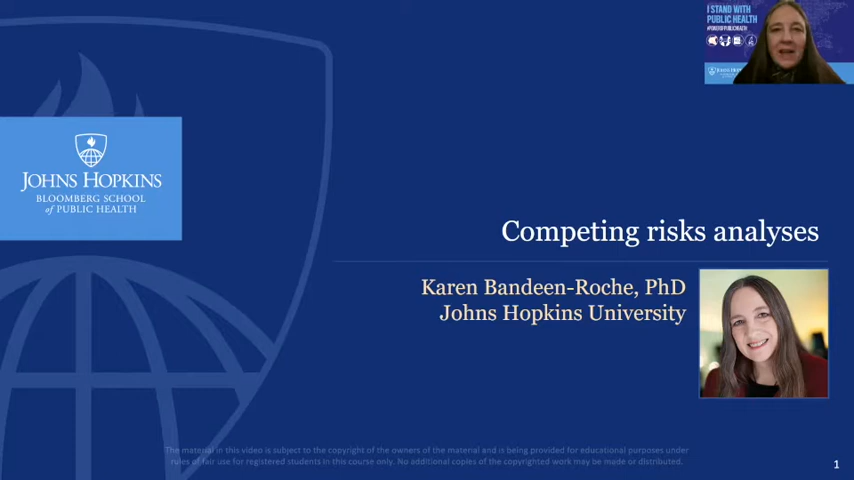 I STAND WITH
PUBLIC HEALTH
JOHNS HOPKINS
BLOOMBERG SCHOOL
of PUBLIC HEALTH
Competing risks analyses
Karen Bandeen-Roche, PhD
Johns Hopkins University
The material in this video is subject to the copyright of the owners of the material and is being provided for educational purposes under
rules of fair use for registered students in this course only. No additional copies of the copyrighted work may be made or distributed.
1